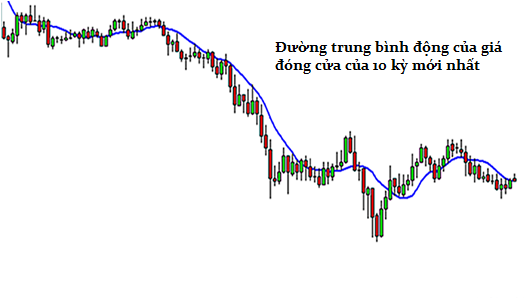 Đường trung bình động của giá
đóng cửa của 10 kỳ mới nhất